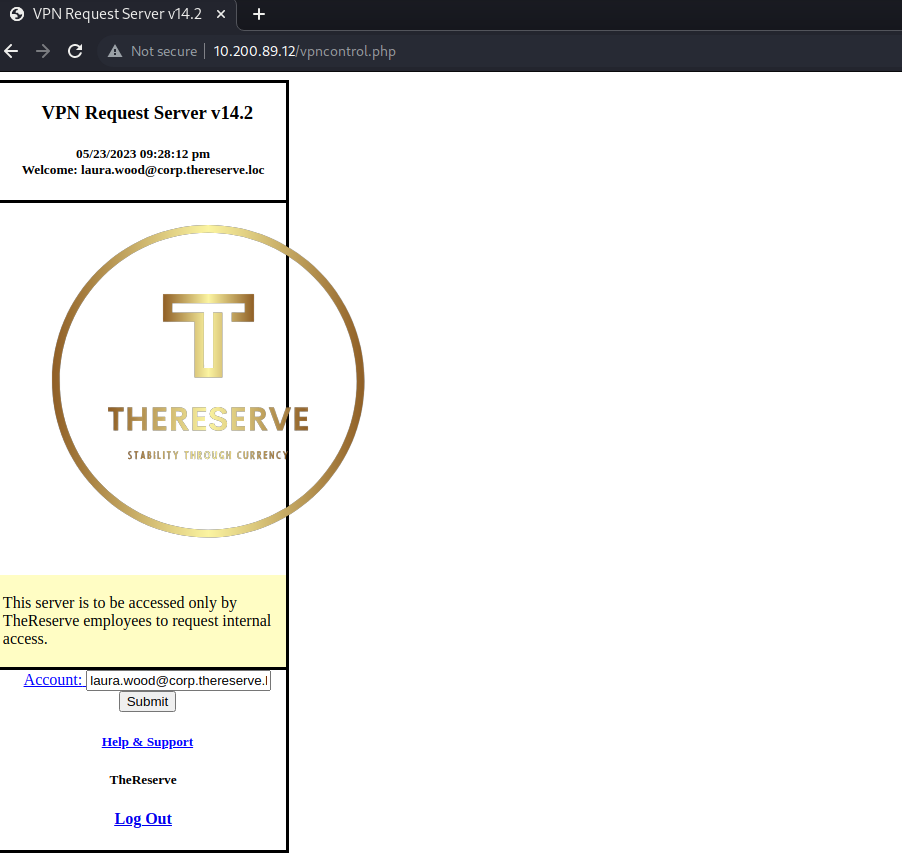 VPN Request Server v14.2
Not secure 10.200.89.12/vpncontrol.php
VPN Request Server v14.2
05/23/2023 09:28:12 pm
Welcome: laura.wood@corp.thereserve.loc
T
THERESERVE
STABILITY THROUGH CURRENCY
This server is to be accessed only by
TheReserve employees to request internal
access.
Account: laura.wood@corp.thereserve.l
Submit
Help & Support
TheReserve
Log Out